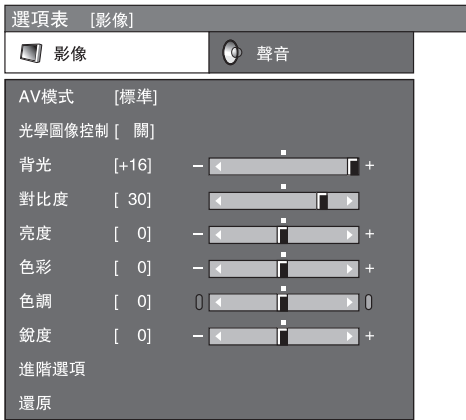 選項表 [影像]
影像 聲音
AV模式 [標準]
光學圖像控制 [ 關]
背光 [+16] − +
對比度 [ 30]
亮度 [ 0] − +
色彩 [ 0] − +
色調 [ 0]
銳度 [ 0] − +
進階選項
還原